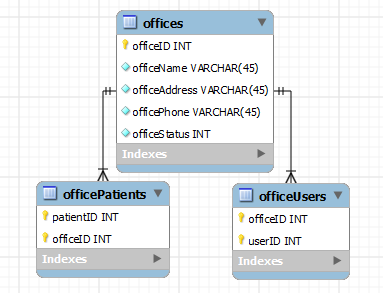 offices
officeID INT
officeName VARCHAR(45)
officeAddress VARCHAR(45)
officePhone VARCHAR(45)
officeStatus INT
Indexes
officePatients
patientID INT
officeID INT
Indexes
officeUsers
officeID INT
userID INT
Indexes